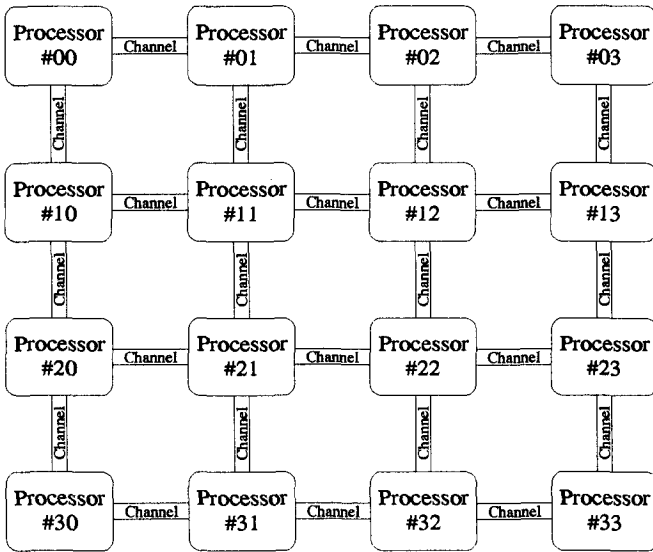 Processor Processor Processor Processor
Channel Channel Channel
#00 #01 #02 #03
Channel Channel Channel Channel
Processor Processor Processor Processor
Channel Channel Channel
#10 #11 #12 #13
Channel Channel Channel Channel
Processor Processor Processor Processor
Channel Channel Channel
#20 #21 #22 #23
Channel Channel Channel Channel
Processor Processor Processor Processor
Channel Channel Channel
#30 #31 #32 #33